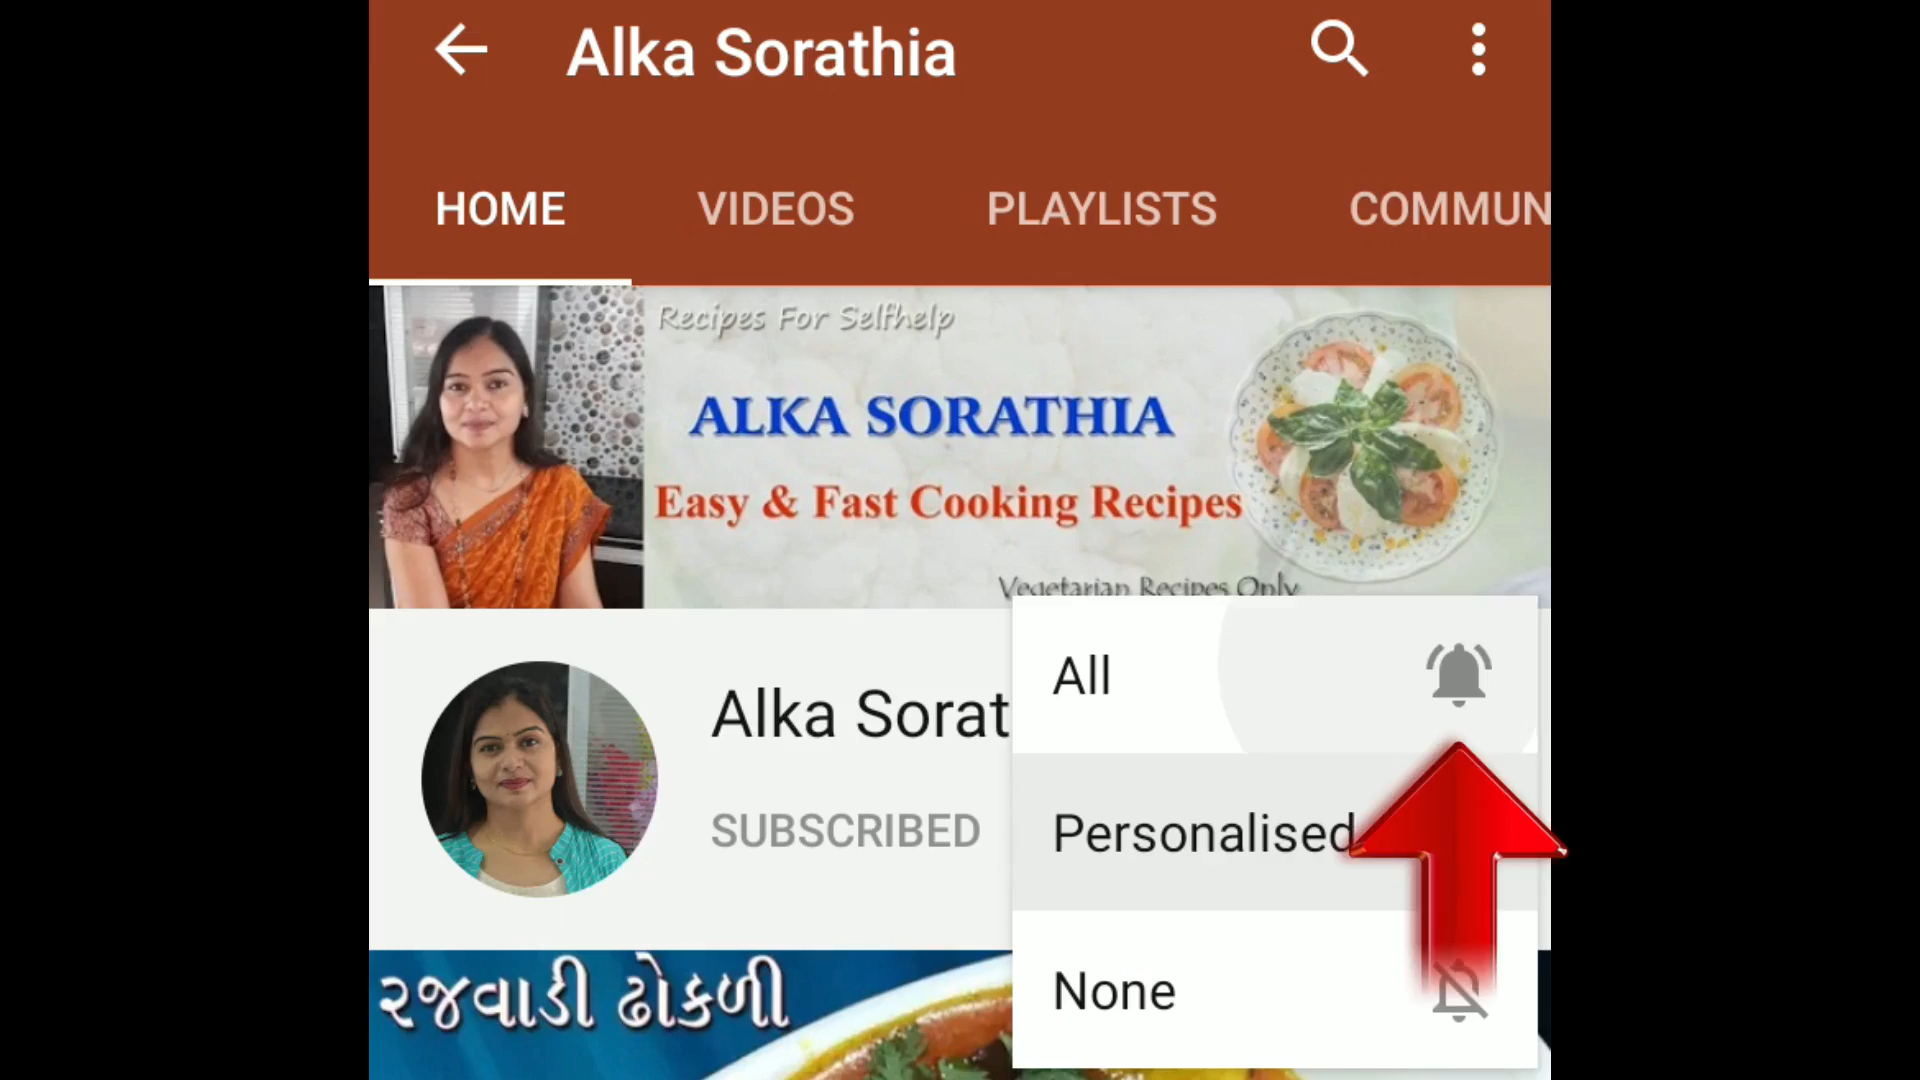 Alka Sorathia
HOME VIDEOS PLAYLISTS COMMUN
Recipes For Selfhelp
ALKA SORATHIA
Easy & Fast Cooking Recipes
Vegetarian Recipes Only
Alka Sorat
SUBSCRIBED
All
Personalised
None
રજવાડી ઢોકળી